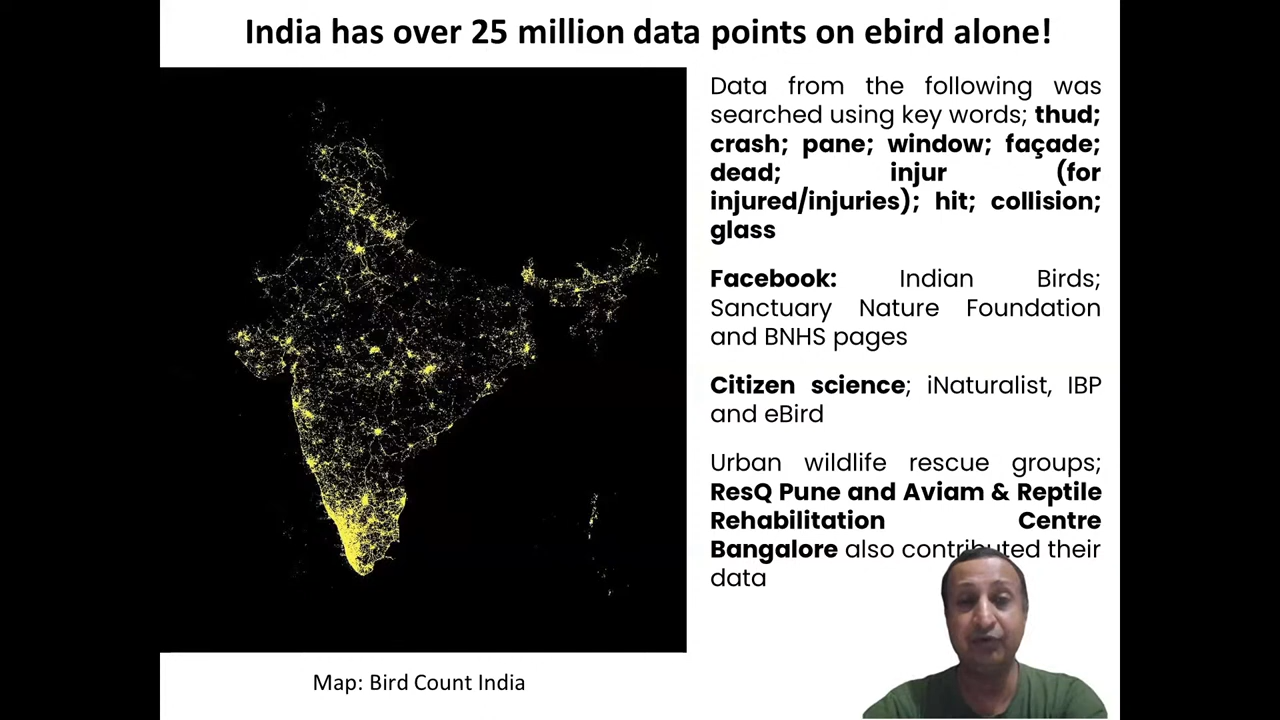 India has over 25 million data points on ebird alone!
Data from the following was
searched using key words; thud;
crash; pane; window; façade;
dead; injur (for
injured/injuries); hit; collision;
glass
Facebook: Indian Birds;
Sanctuary Nature Foundation
and BNHS pages
Citizen science; iNaturalist, IBP
and eBird
Urban wildlife rescue groups;
ResQ Pune and Aviam & Reptile
Rehabilitation Centre
Bangalore also contributed their
data
Map: Bird Count India